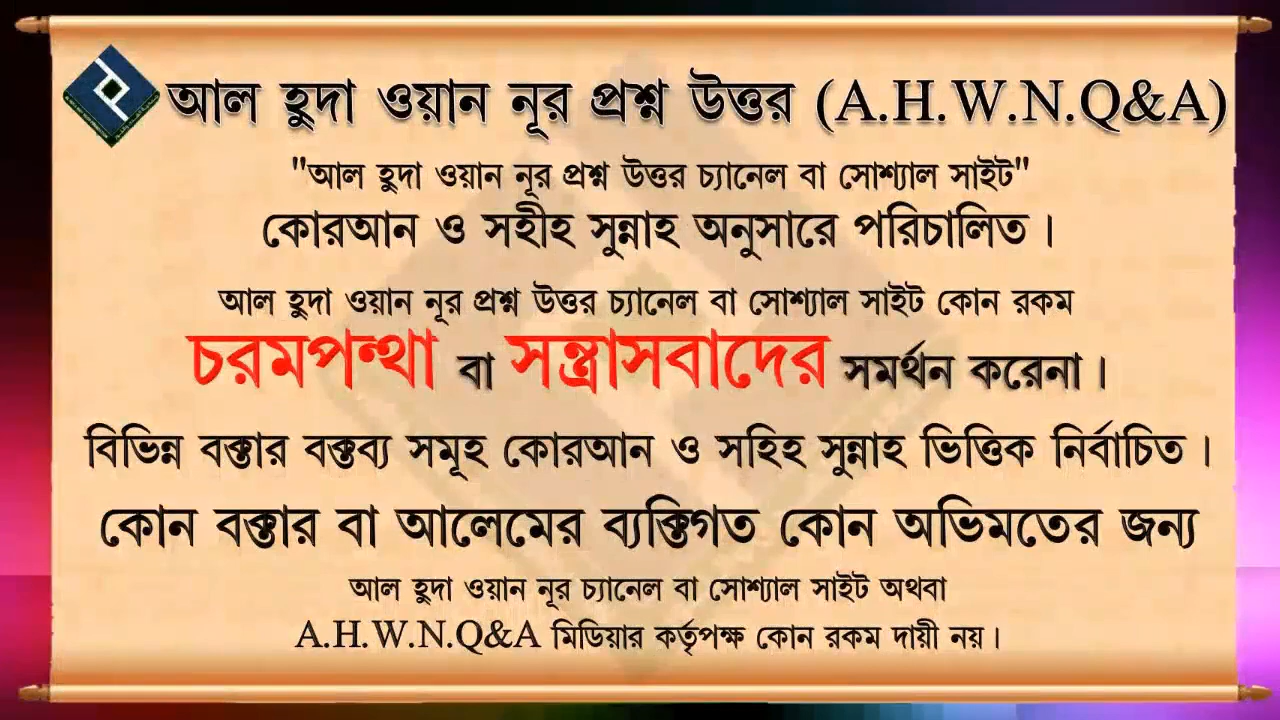 আল হুদা ওয়ান নূর প্রশ্ন উত্তর (A.H.W.N.Q&A)
"আল হুদা ওয়ান নূর প্রশ্ন উত্তর চ্যানেল বা সোশ্যাল সাইট"
কোরআন ও সহীহ সুন্নাহ অনুসারে পরিচালিত।
আল হুদা ওয়ান নূর প্রশ্ন উত্তর চ্যানেল বা সোশ্যাল সাইট কোন রকম
চরমপন্থা বা সন্ত্রাসবাদের সমর্থন করেনা।
বিভিন্ন বক্তার বক্তব্য সমূহ কোরআন ও সহিহ সুন্নাহ ভিত্তিক নির্বাচিত।
কোন বক্তার বা আলেমের ব্যক্তিগত কোন অভিমতের জন্য
আল হুদা ওয়ান নূর চ্যানেল বা সোশ্যাল সাইট অথবা
A.H.W.N.Q&A মিডিয়ার কর্তৃপক্ষ কোন রকম দায়ী নয়।